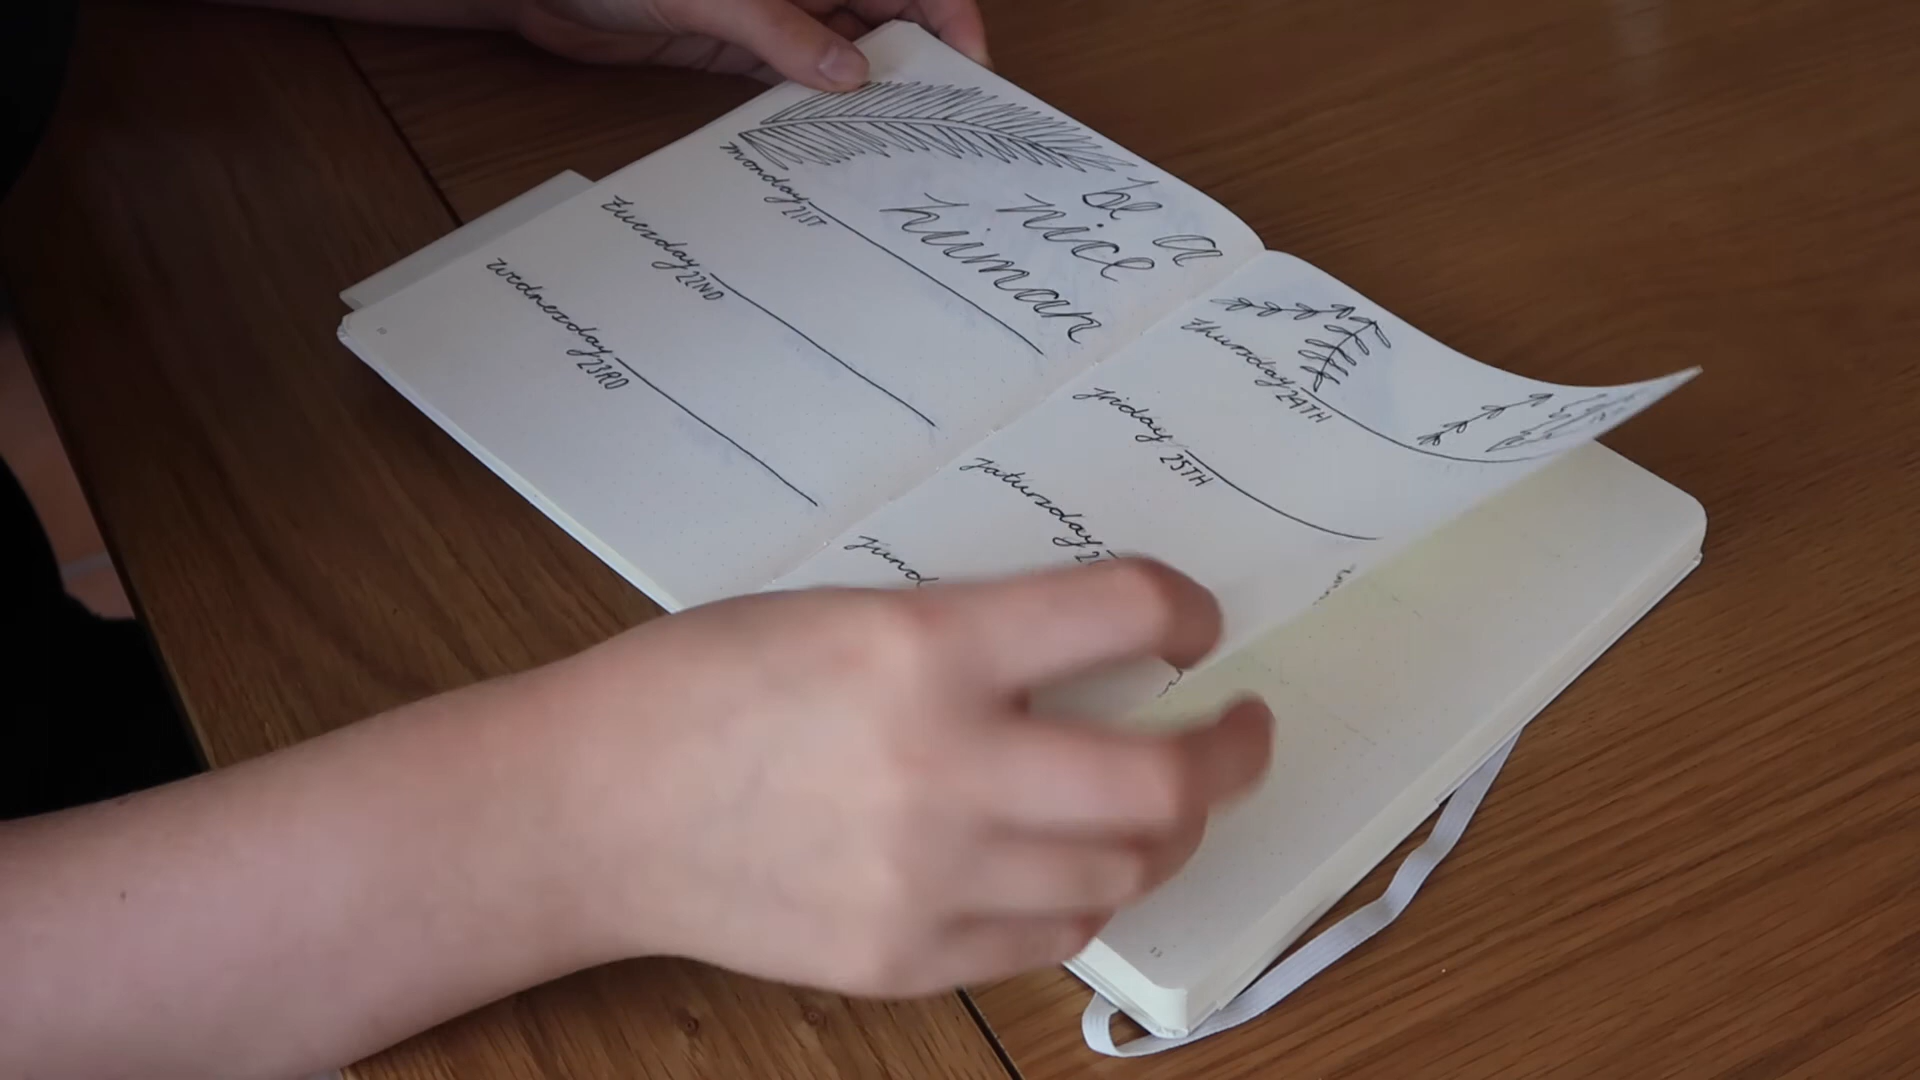 be a
nice
human
monday
21ST
tuesday
22ND
wednesday
23RD
thursday
24TH
friday
25TH
saturday